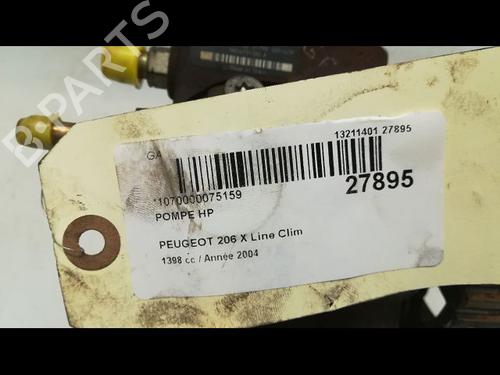 B-PARTS
13211401 27895
GA
*1070000075159
27895
POMPE HP
PEUGEOT 206 X Line Clim
1398 cc / Année 2004